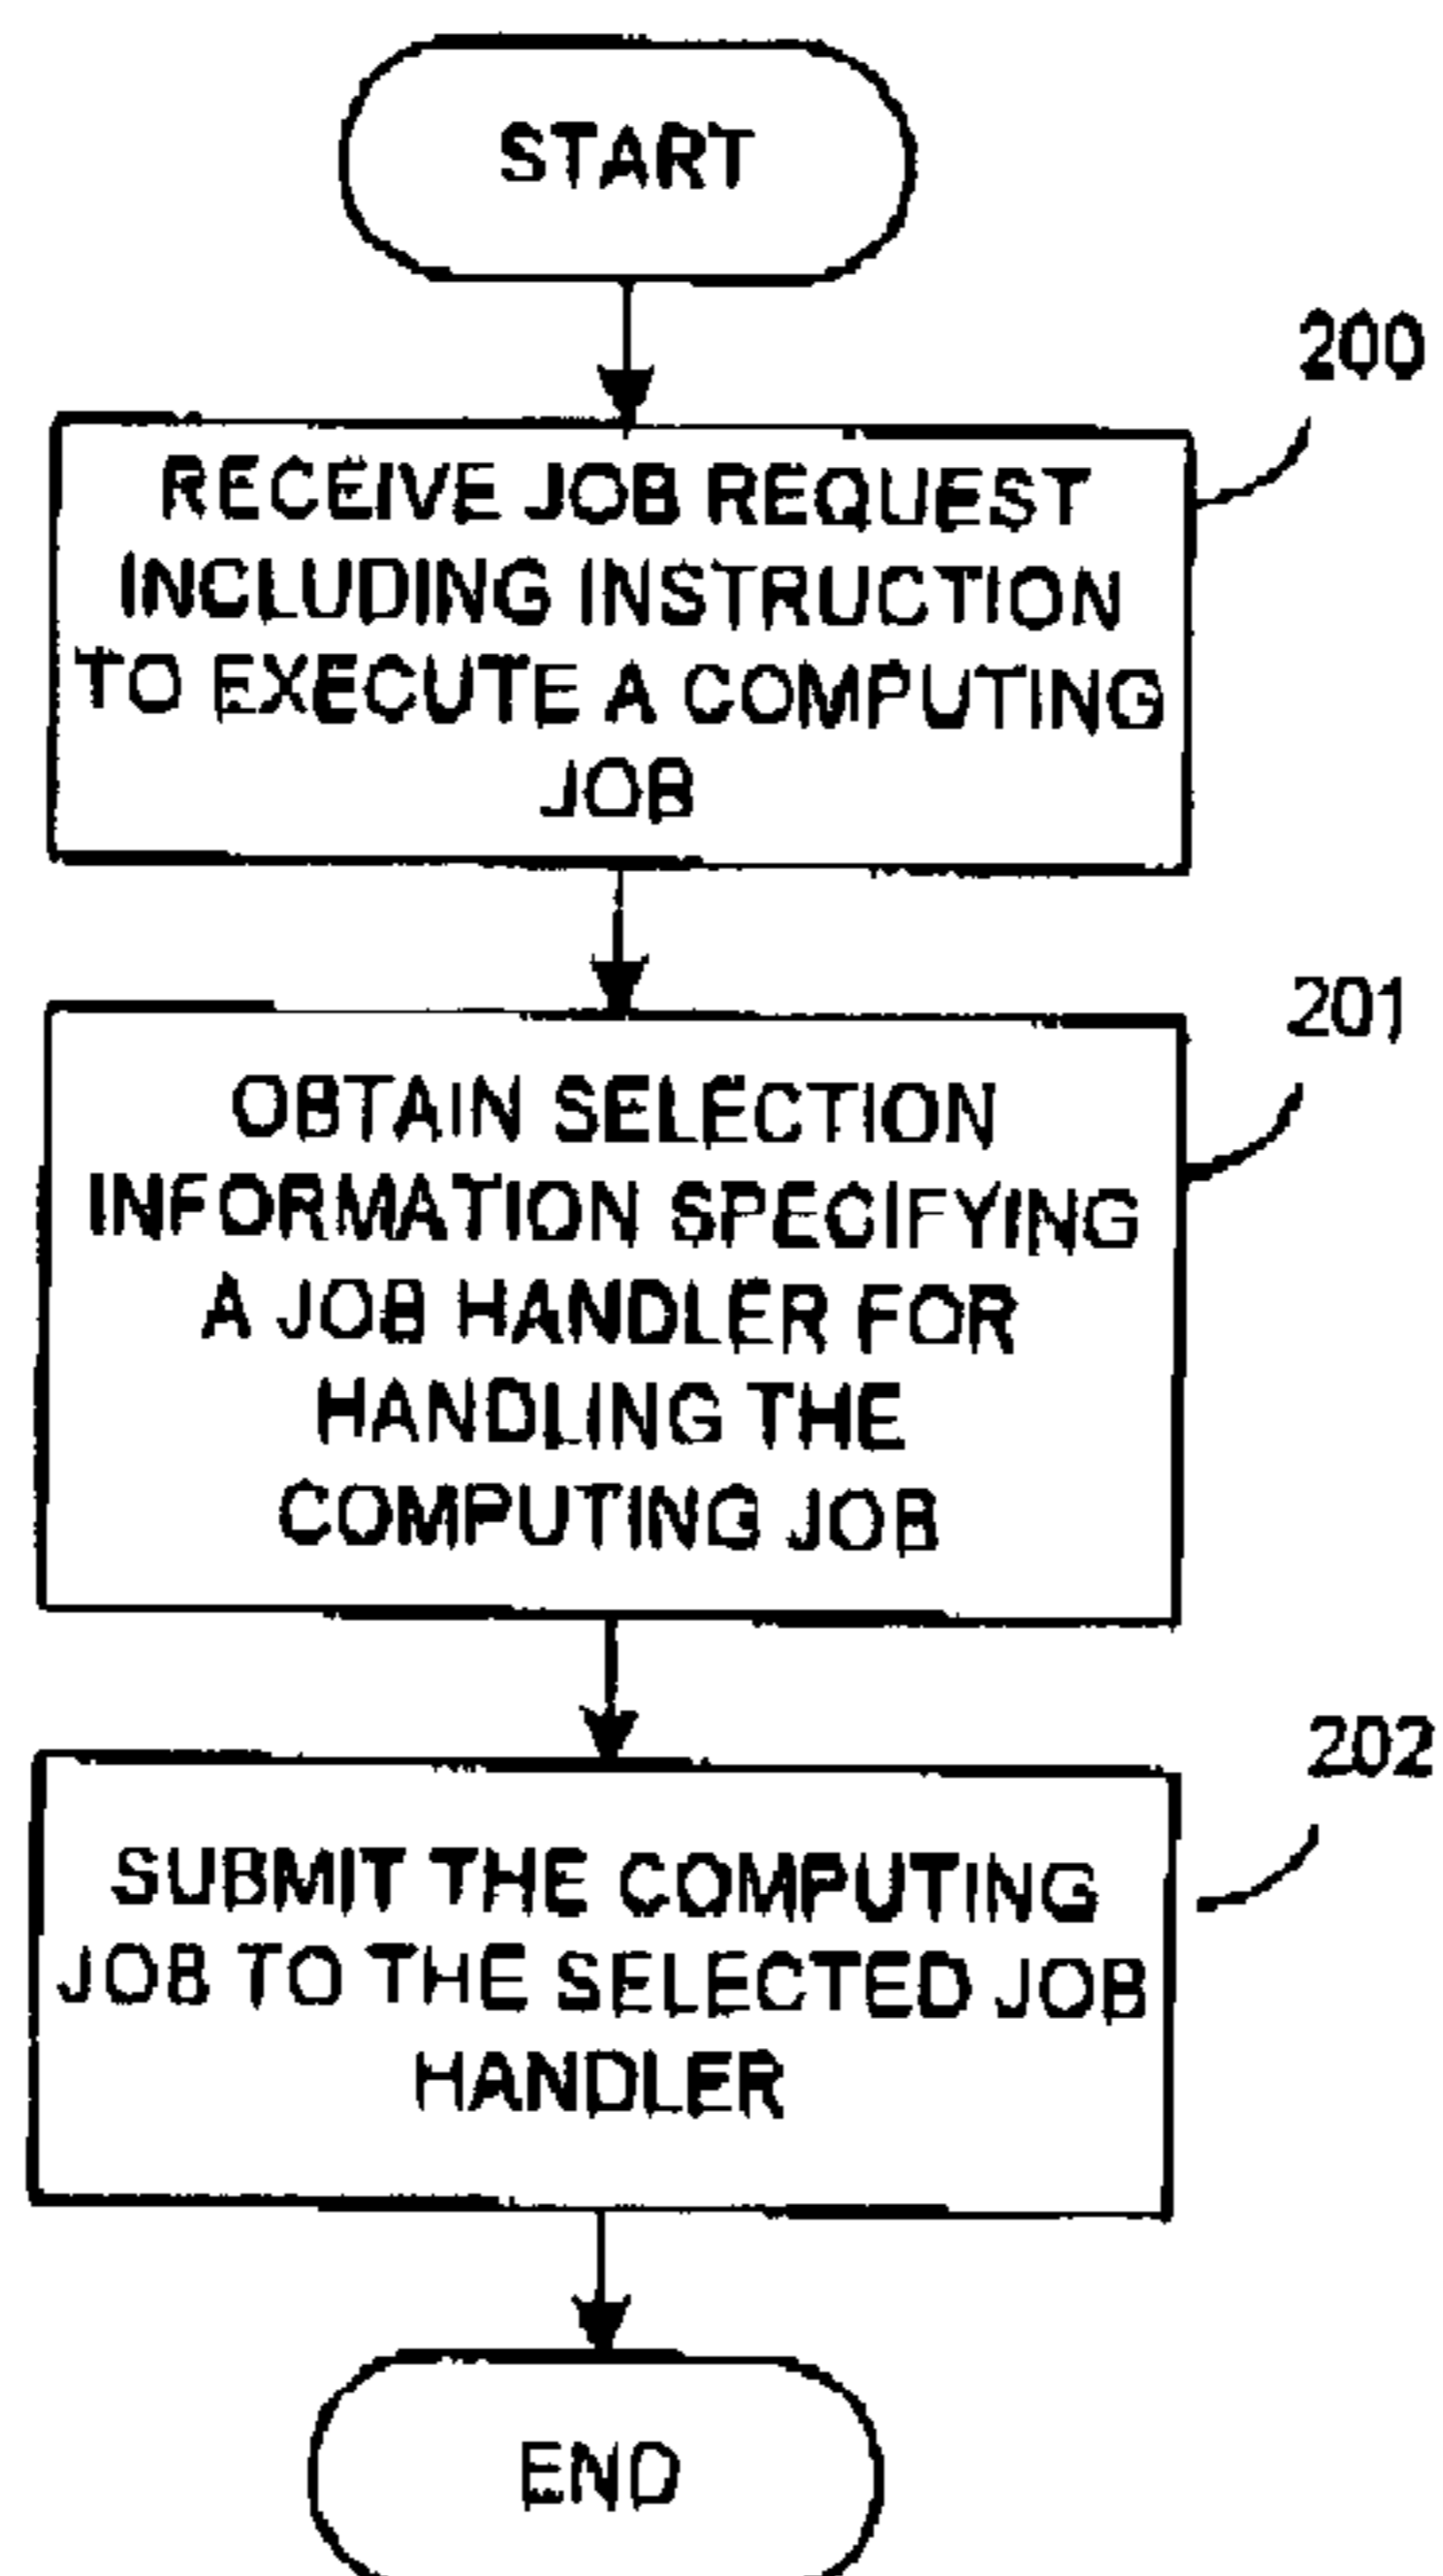 START
200
RECEIVE JOB REQUEST
INCLUDING INSTRUCTION
TO EXECUTE A COMPUTING
JOB
201
OBTAIN SELECTION
INFORMATION SPECIFYING
A JOB HANDLER FOR
HANDLING THE
COMPUTING JOB
202
SUBMIT THE COMPUTING
JOB TO THE SELECTED JOB
HANDLER
END